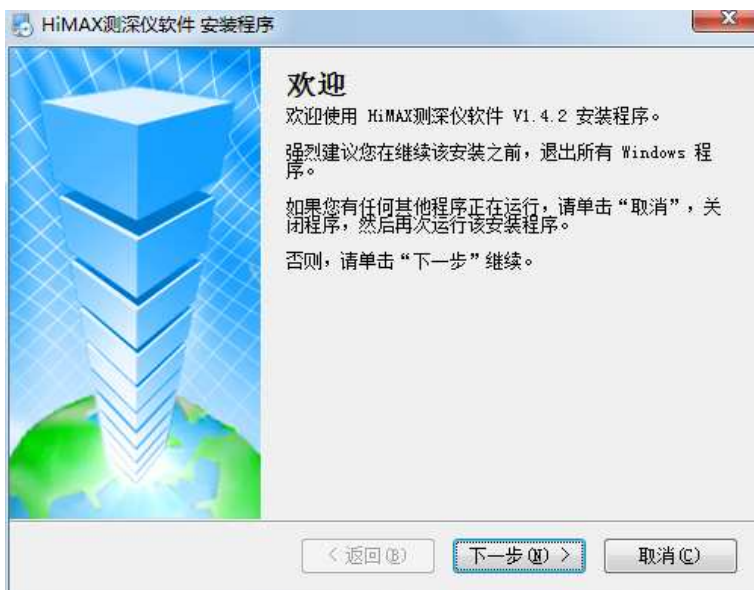 HiMAX测深仪软件 安装程序
欢迎
欢迎使用 HiMAX测深仪软件 V1.4.2 安装程序。
强烈建议您在继续该安装之前，退出所有 Windows 程
序。
如果您有任何其他程序正在运行，请单击“取消”，关
闭程序，然后再次运行该安装程序。
否则，请单击“下一步”继续。
< 返回(B)
下一步(N) >
取消(C)